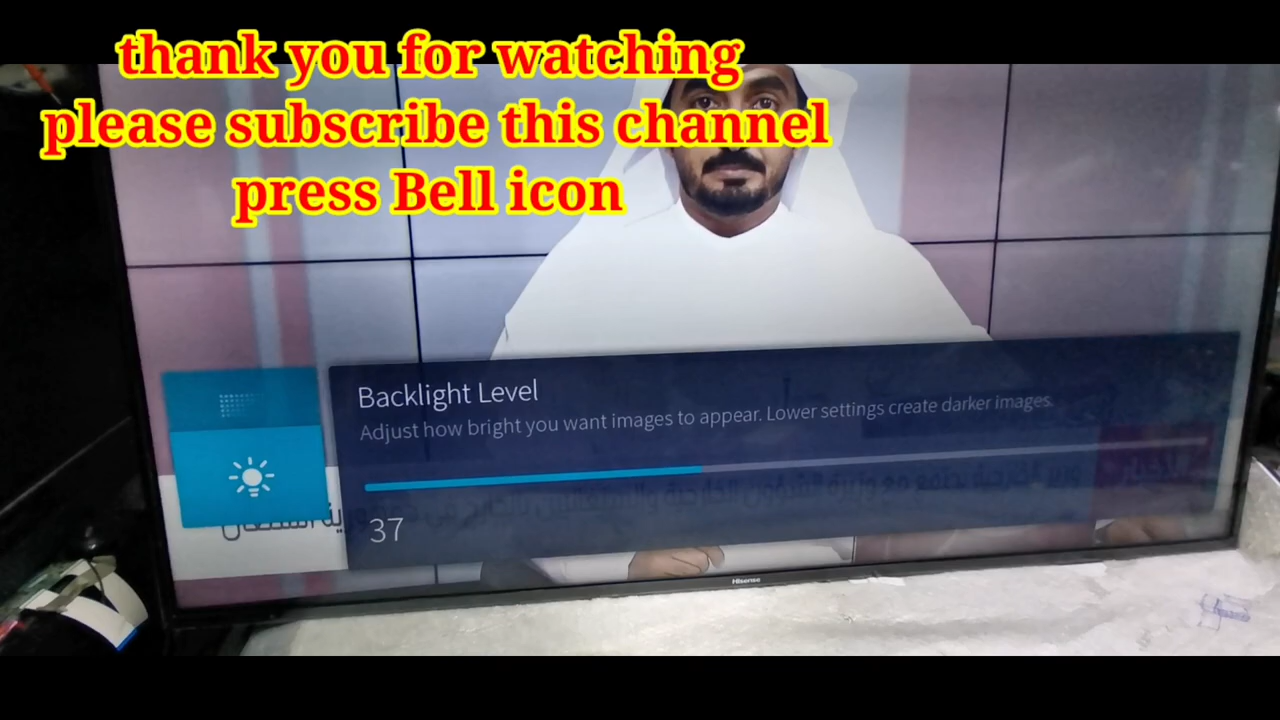 thank you for watching
please subscribe this channel
press Bell icon
Backlight Level
Adjust how bright you want images to appear. Lower settings create darker images.
37
Hisense